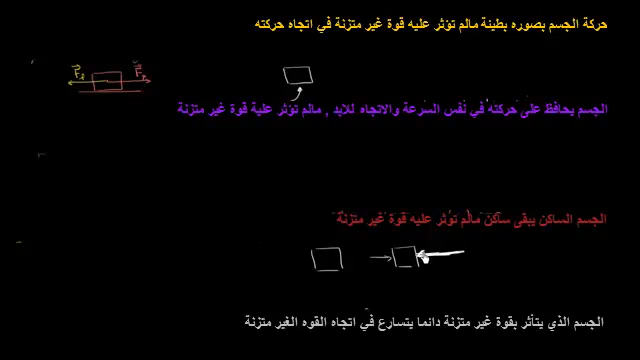 حركة الجسم بصوره بطيئة مالم تؤثر عليه قوة غير متزنة في اتجاه حركته
الجسم يحافظ على حركته في نفس السرعة والاتجاه للابد , مالم تؤثر علية قوة غير متزنة
الجسم الساكن يبقى ساكن مالم تؤثر عليه قوة غير متزنة
الجسم الذي يتأثر بقوة غير متزنة دائما يتسارع في اتجاه القوه الغير متزنة